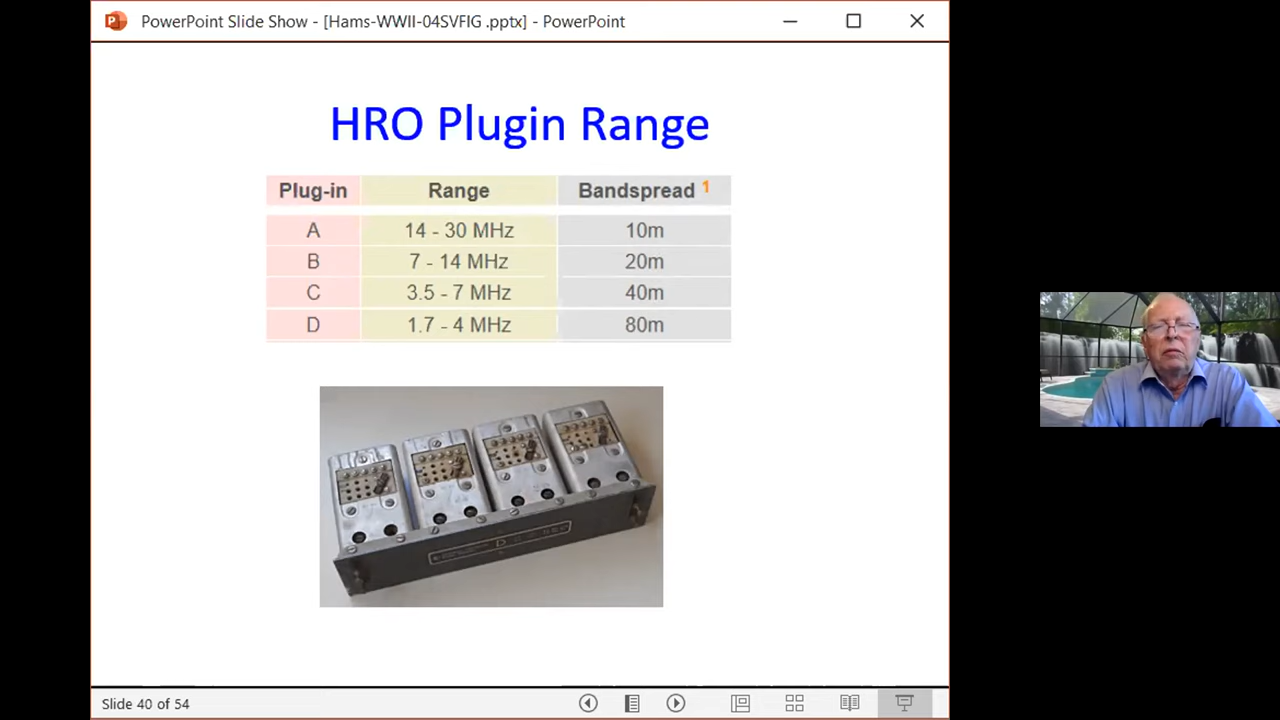 PowerPoint Slide Show - [Hams-WWII-04SVFIG .pptx] - PowerPoint
HRO Plugin Range
Plug-in Range Bandspread 1
A 14 - 30 MHz 10m
B 7 - 14 MHz 20m
C 3.5 - 7 MHz 40m
D 1.7 - 4 MHz 80m
D
Slide 40 of 54